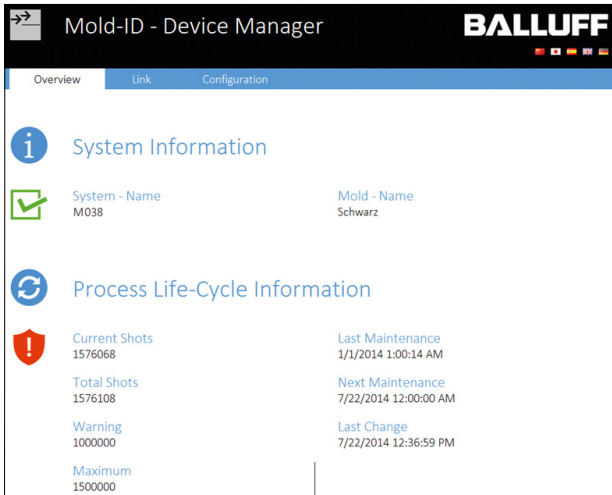 Mold-ID - Device Manager
BALLUFF
Overview
Link
Configuration
i
System Information
System - Name
M038
Mold - Name
Schwarz
Process Life-Cycle Information
!
Current Shots
1576068
Last Maintenance
1/1/2014 1:00:14 AM
Total Shots
1576108
Next Maintenance
7/22/2014 12:00:00 AM
Warning
1000000
Last Change
7/22/2014 12:36:59 PM
Maximum
1500000